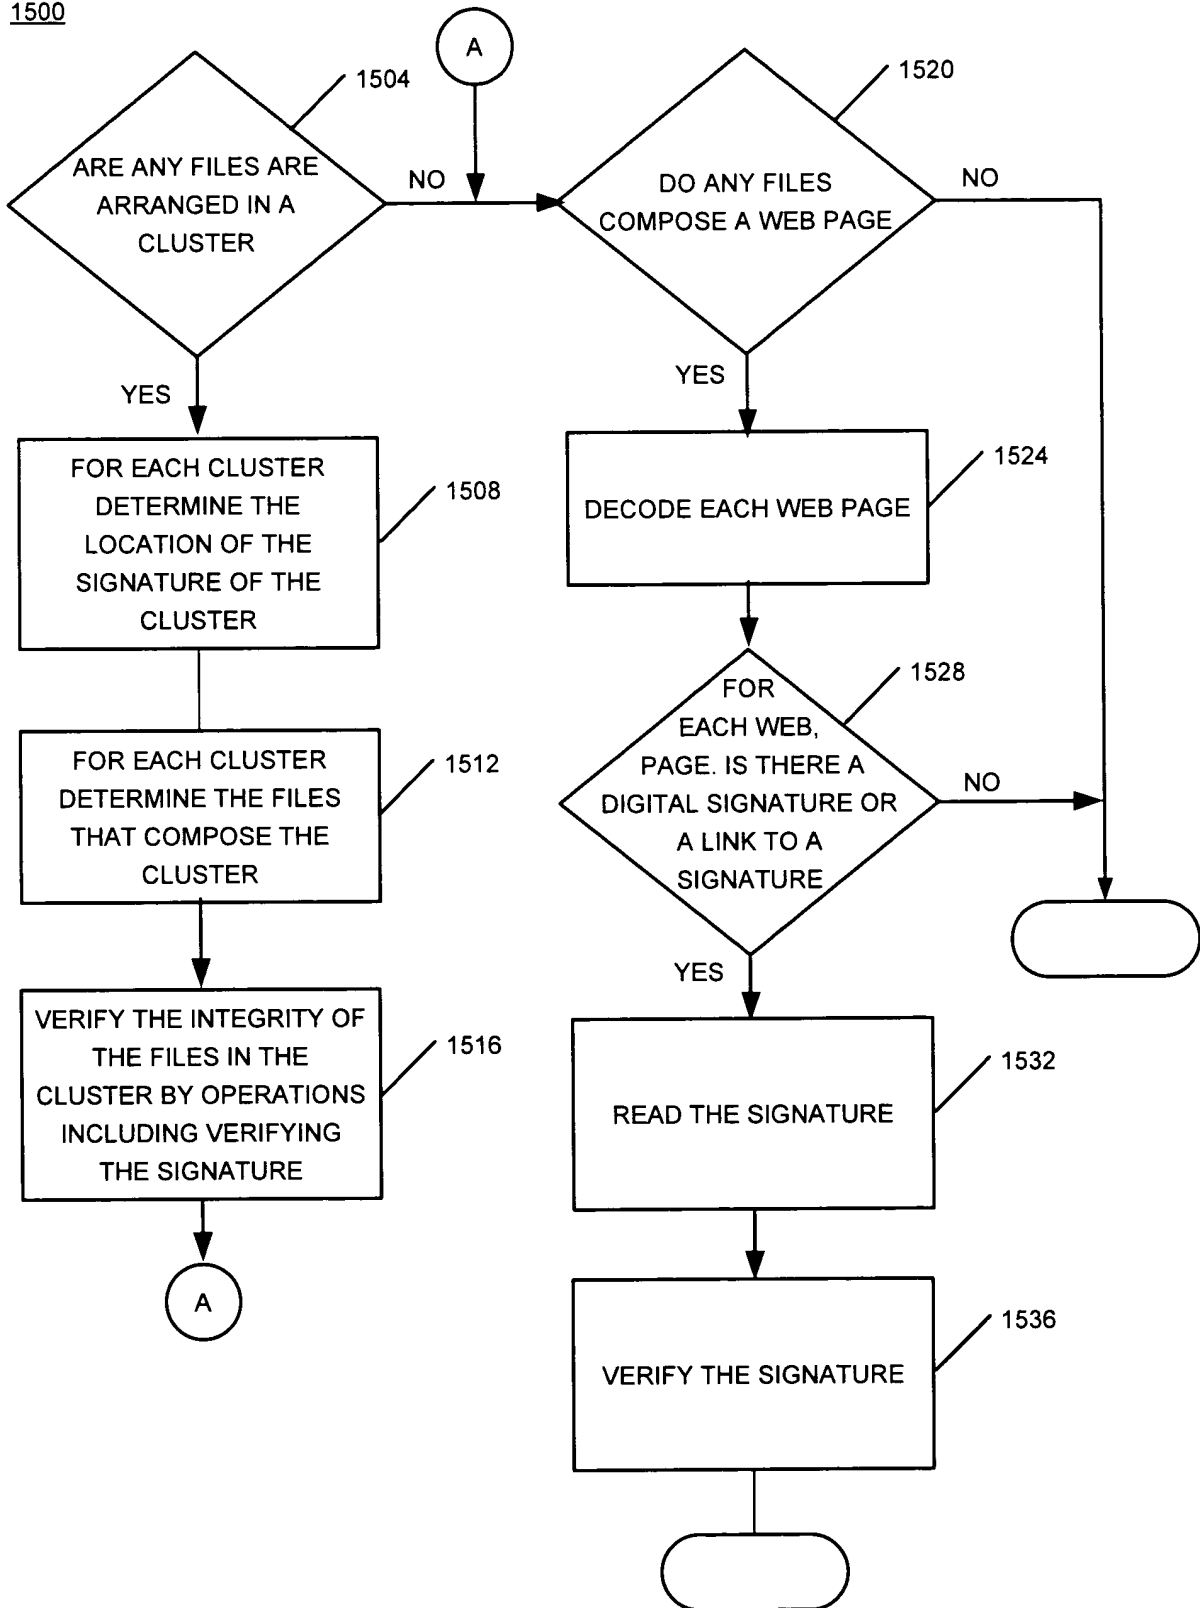 1500
A
1504
ARE ANY FILES ARE
ARRANGED IN A
CLUSTER
NO
YES
FOR EACH CLUSTER
DETERMINE THE
LOCATION OF THE
SIGNATURE OF THE
CLUSTER
1508
FOR EACH CLUSTER
DETERMINE THE FILES
THAT COMPOSE THE
CLUSTER
1512
VERIFY THE INTEGRITY OF
THE FILES IN THE
CLUSTER BY OPERATIONS
INCLUDING VERIFYING
THE SIGNATURE
1516
A
1520
DO ANY FILES
COMPOSE A WEB PAGE
NO
YES
DECODE EACH WEB PAGE
1524
FOR
EACH WEB,
PAGE. IS THERE A
DIGITAL SIGNATURE OR
A LINK TO A
SIGNATURE
1528
NO
YES
READ THE SIGNATURE
1532
VERIFY THE SIGNATURE
1536